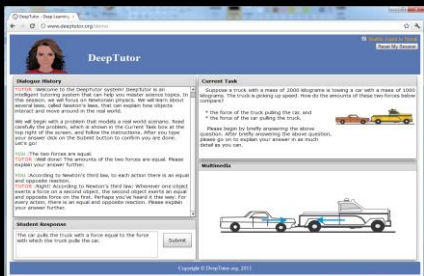 DeepTutor - Deep Learning
www.deeptutor.org/demo
Review My Session
DeepTutor
Dialogue History
TUTOR :Welcome to the DeepTutor system! DeepTutor is an
intelligent tutoring system that can help you master science topics. In
this session, we will focus on Newtonian physics. We will learn about
several laws, called Newton's laws, that can explain how objects
interact and move around in the real world.
We will begin with a problem that models a real world scenario. Read
carefully the problem, which is shown in the Current Task box at the
top right of the screen, and follow the instructions. After you type
your answer click on the Submit button to confirm you are done.
Let's go!
YOU :The two forces are equal.
TUTOR :Well done! The amounts of the two forces are equal. Please
explain your answer further.
YOU :According to Newton's third law, to each action there is an equal
and opposite reaction.
TUTOR :Right! According to Newton's third law: Whenever one object
exerts a force on a second object, the second object exerts an equal
and opposite force on the first. Perhaps you've heard it this way: For
every action, there is an equal and opposite reaction. Please explain
your answer further.
Student Response
The car pulls the truck with a force equal to the force
with which the truck pulls the car.
Submit
Current Task
Suppose a truck with a mass of 2000 kilograms is towing a car with a mass of 1000
kilograms. The truck is picking up speed. How do the amounts of these two forces below
compare?
* the force of the truck pulling the car, and
* the force of the car pulling the truck.
Please begin by briefly answering the above
question. After briefly answering the above question,
please go on to explain your answer in as much
detail as you can.
Multimedia
Copyright © DeepTutor.org, 2011